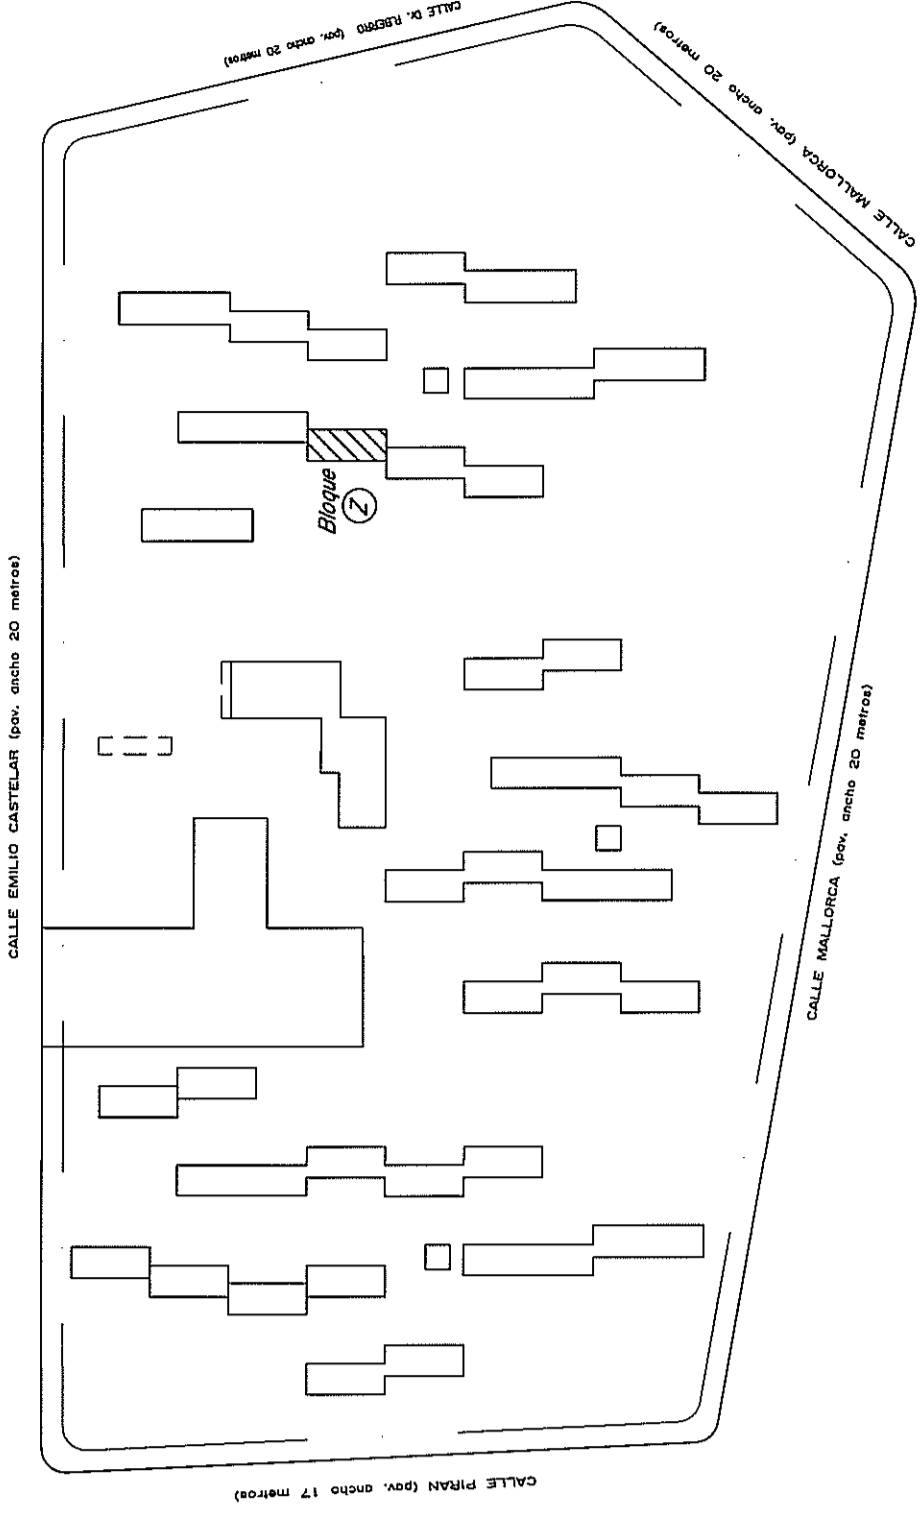 CALLE Dr. P.BERRO (pav. ancho 20 metros)
CALLE MALLORCA (pav. ancho 20 metros)
CALLE EMILIO CASTELAR (pav. ancho 20 metros)
Bloque
Z
CALLE MALLORCA (pav. ancho 20 metros)
CALLE PIRAN (pav. ancho 17 metros)